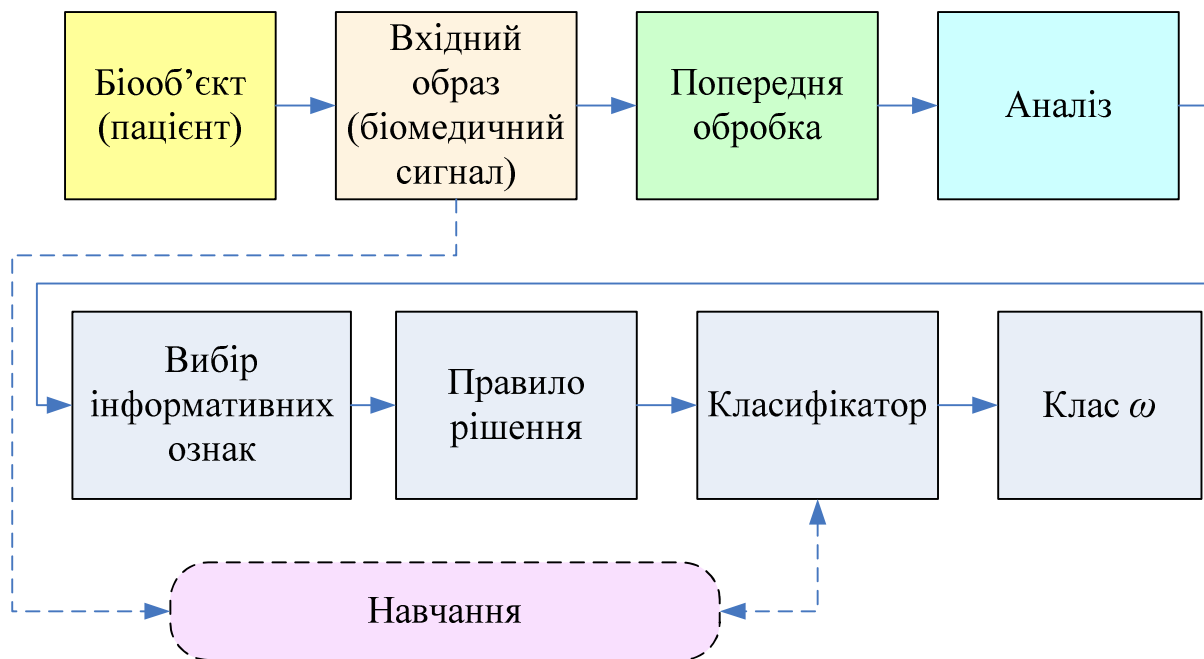 Біооб’єкт
(пацієнт)
Вхідний
образ
(біомедичний
сигнал)
Попередня
обробка
Аналіз
Вибір
інформативних
ознак
Правило
рішення
Класифікатор
Клас ω
Навчання